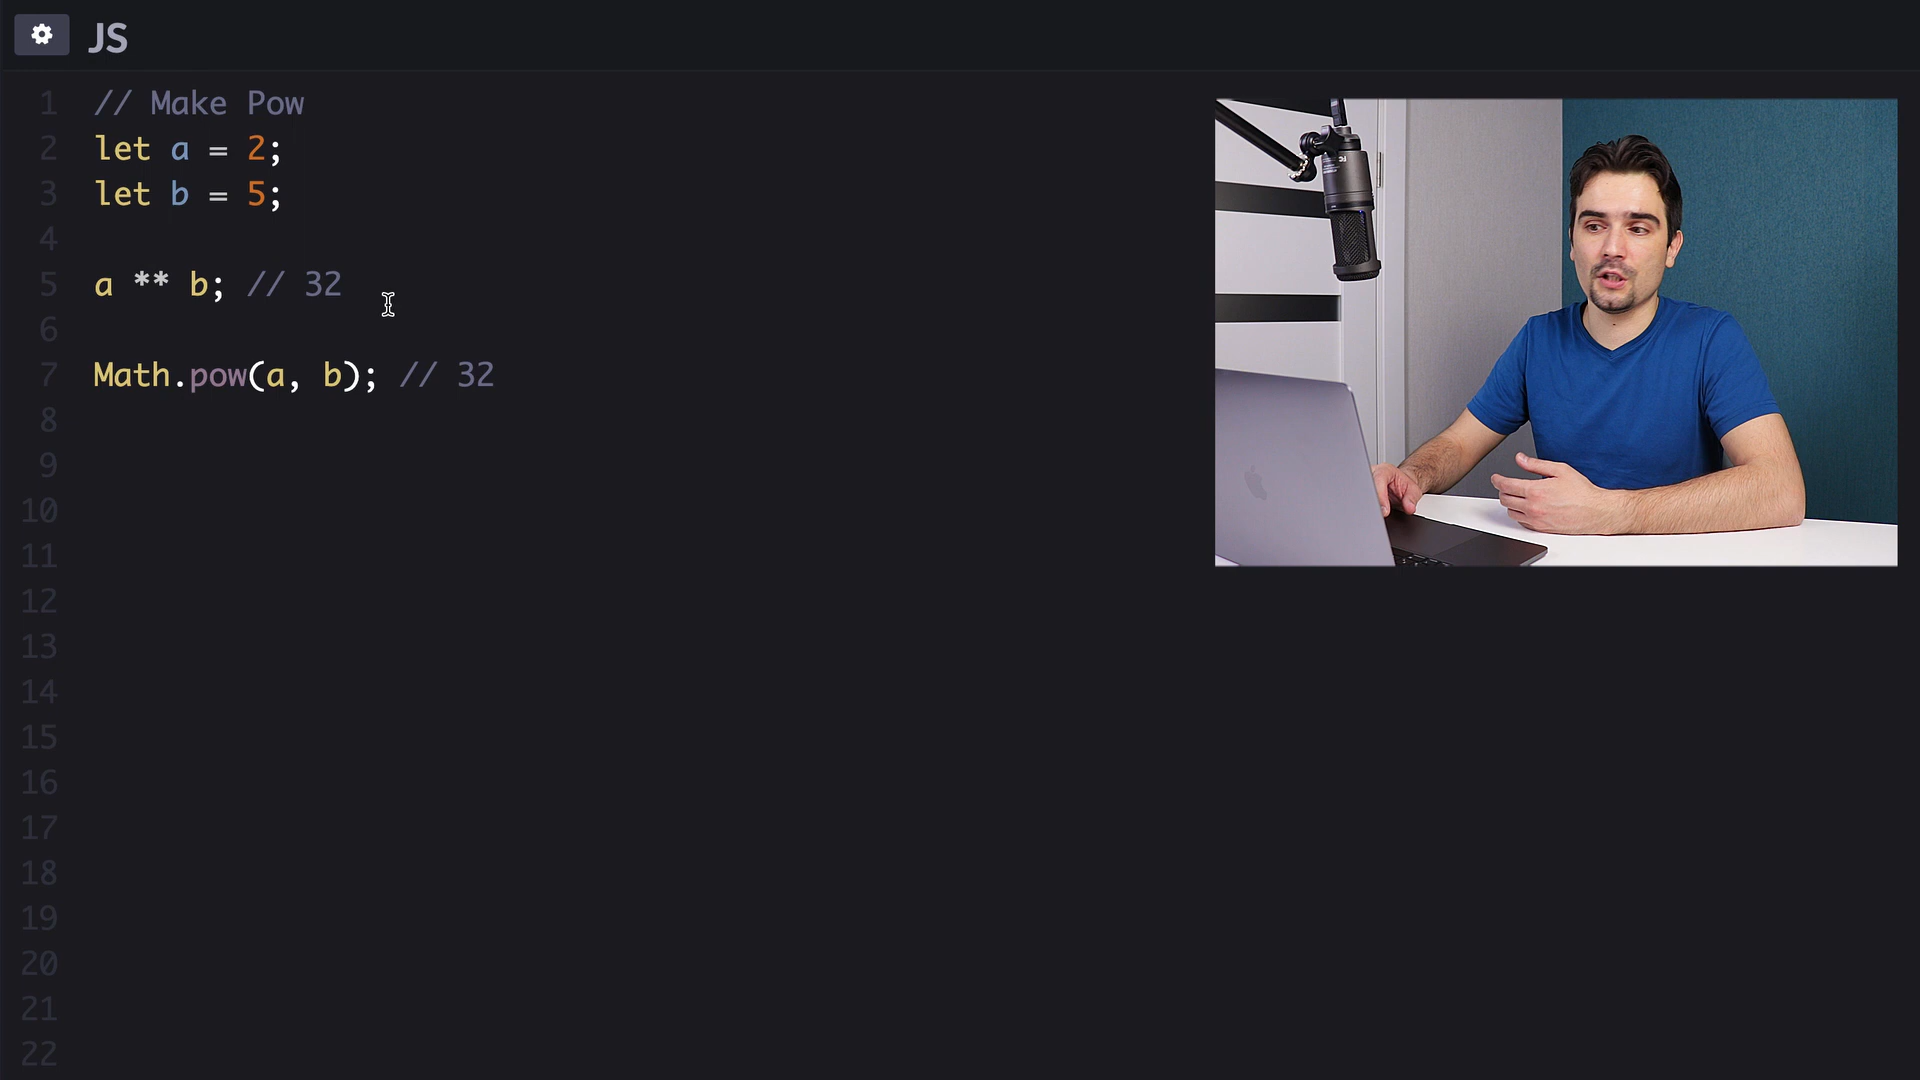 JS
1 // Make Pow
2 let a = 2;
3 let b = 5;
4
5 a ** b; // 32
6
7 Math.pow(a, b); // 32
8
9
10
11
12
13
14
15
16
17
18
19
20
21
22